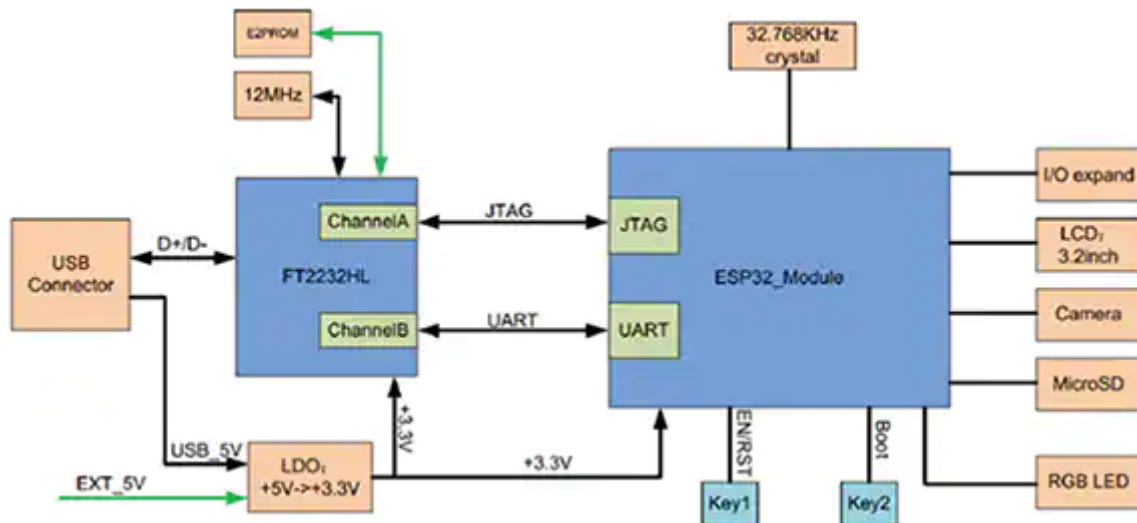 E2PROM
12MHz
32.768KHz
crystal
USB
Connector
D+/D-
FT2232HL
ChannelA
ChannelB
JTAG
UART
JTAG
UART
ESP32_Module
I/O expand
LCD,
3.2inch
Camera
MicroSD
RGB LED
USB_5V
EXT_5V
LDO,
+5V->+3.3V
+3.3V
+3.3V
EN/RST
Boot
Key1
Key2